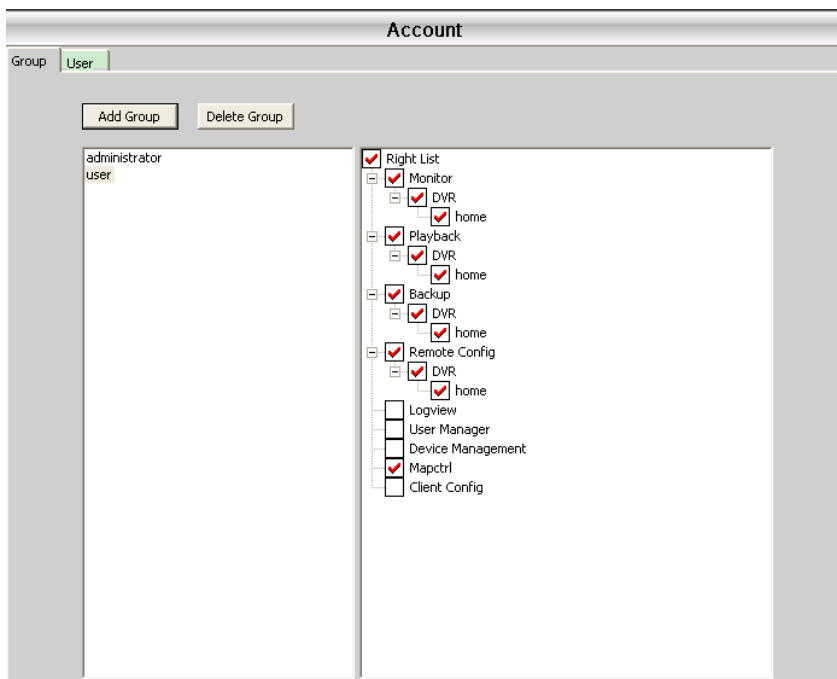 Account
Group User
Add Group Delete Group
administrator
user
Right List
Monitor
DVR
home
Playback
DVR
home
Backup
DVR
home
Remote Config
DVR
home
Logview
User Manager
Device Management
Mapctrl
Client Config